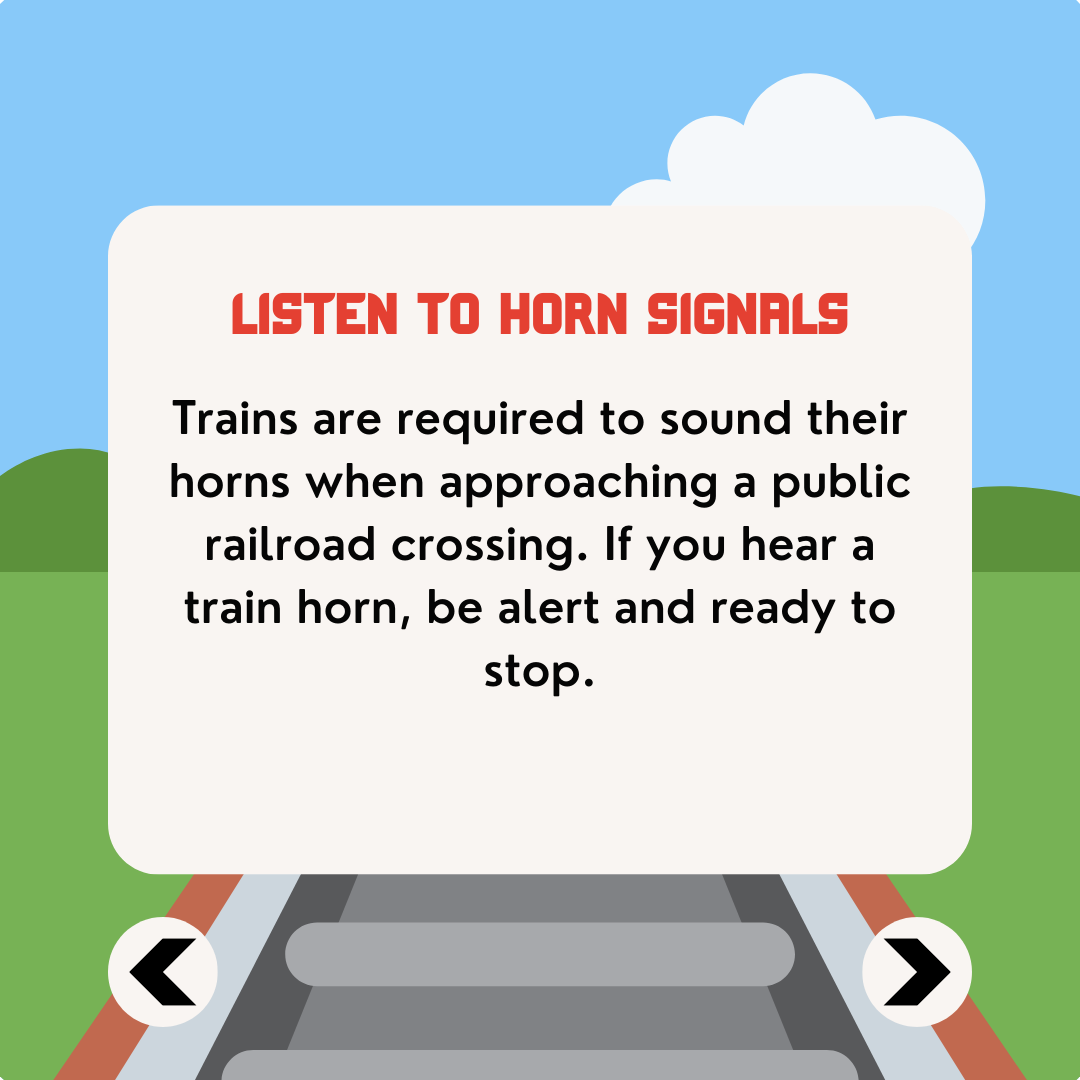 LISTEN TO HORN SIGNALS
Trains are required to sound their
horns when approaching a public
railroad crossing. If you hear a
train horn, be alert and ready to
stop.